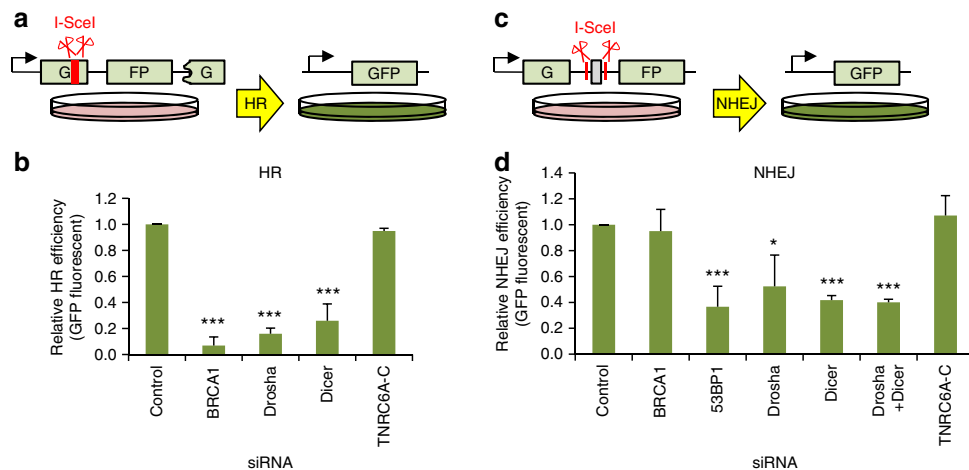 a
I-SceI
G
FP
G
HR
GFP
b
HR
Relative HR efficiency
(GFP fluorescent)
1.2
1.0
0.8
0.6
0.4
0.2
0.0
***
***
***
Control
BRCA1
Drosha
Dicer
TNRC6A-C
siRNA
c
I-SceI
G
FP
NHEJ
GFP
d
NHEJ
Relative NHEJ efficiency
(GFP fluorescent)
1.4
1.2
1.0
0.8
0.6
0.4
0.2
0.0
***
*
***
***
Control
BRCA1
53BP1
Drosha
Dicer
Drosha
+Dicer
TNRC6A-C
siRNA